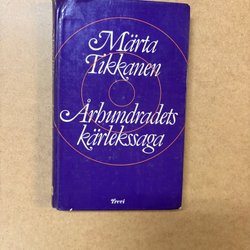 Märta
Tikkanen
Århundradets
kärlekssaga
Trevi